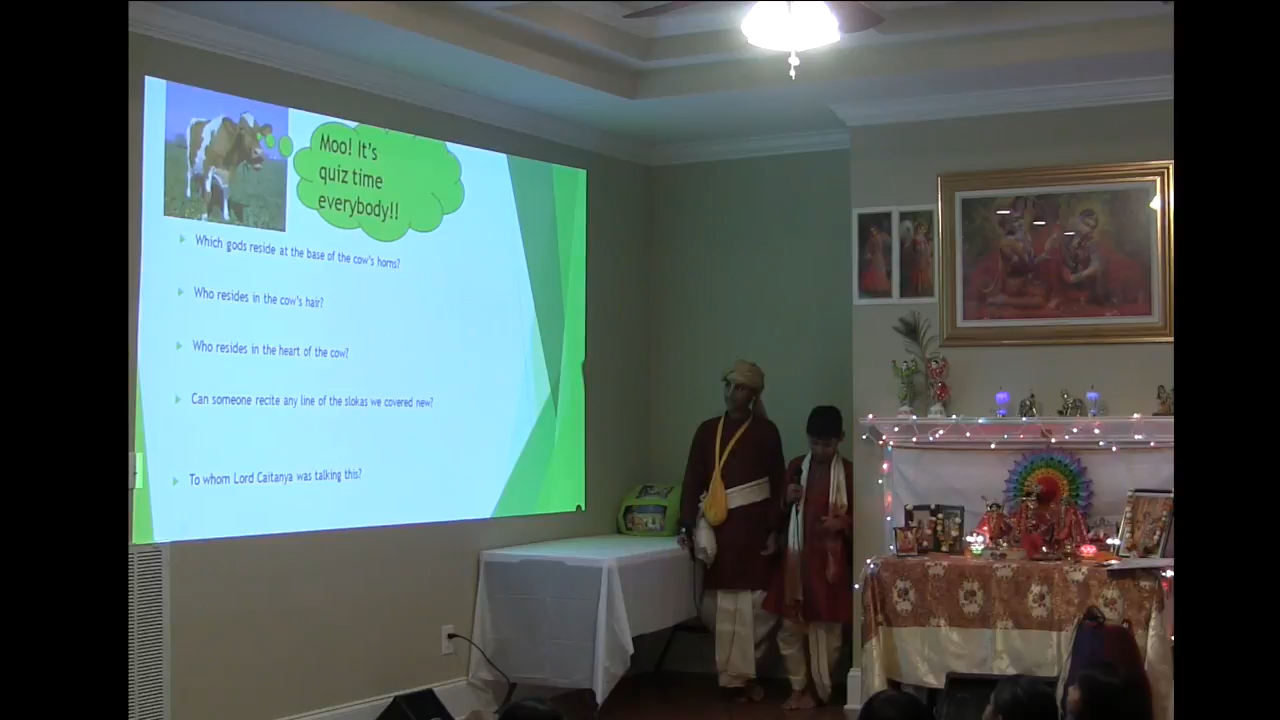 Moo! It's
quiz time
everybody!!
Which gods reside at the base of the cow's horns?
Who resides in the cow's hair?
Who resides in the heart of the cow?
Can someone recite any line of the slokas we covered new?
To whom Lord Caitanya was talking this?